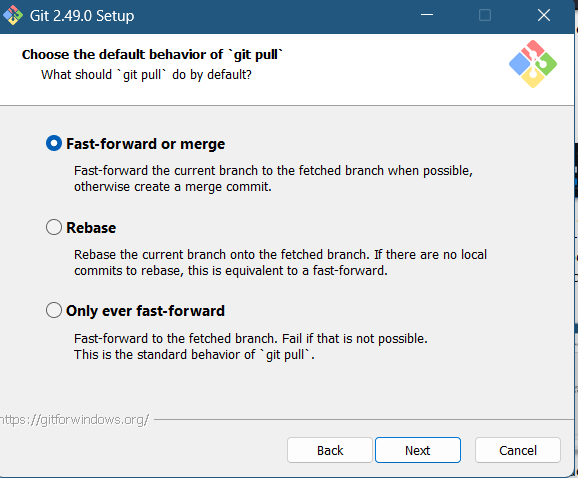 Git 2.49.0 Setup
Choose the default behavior of `git pull`
What should `git pull` do by default?
Fast-forward or merge
Fast-forward the current branch to the fetched branch when possible,
otherwise create a merge commit.
Rebase
Rebase the current branch onto the fetched branch. If there are no local
commits to rebase, this is equivalent to a fast-forward.
Only ever fast-forward
Fast-forward to the fetched branch. Fail if that is not possible.
This is the standard behavior of `git pull`.
https://gitforwindows.org/
Back
Next
Cancel